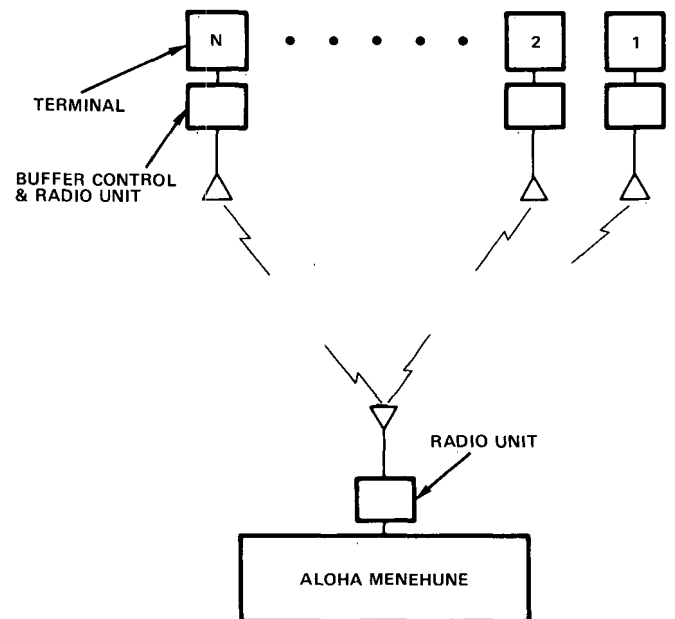 N
2
1
TERMINAL
BUFFER CONTROL
& RADIO UNIT
RADIO UNIT
ALOHA MENEHUNE